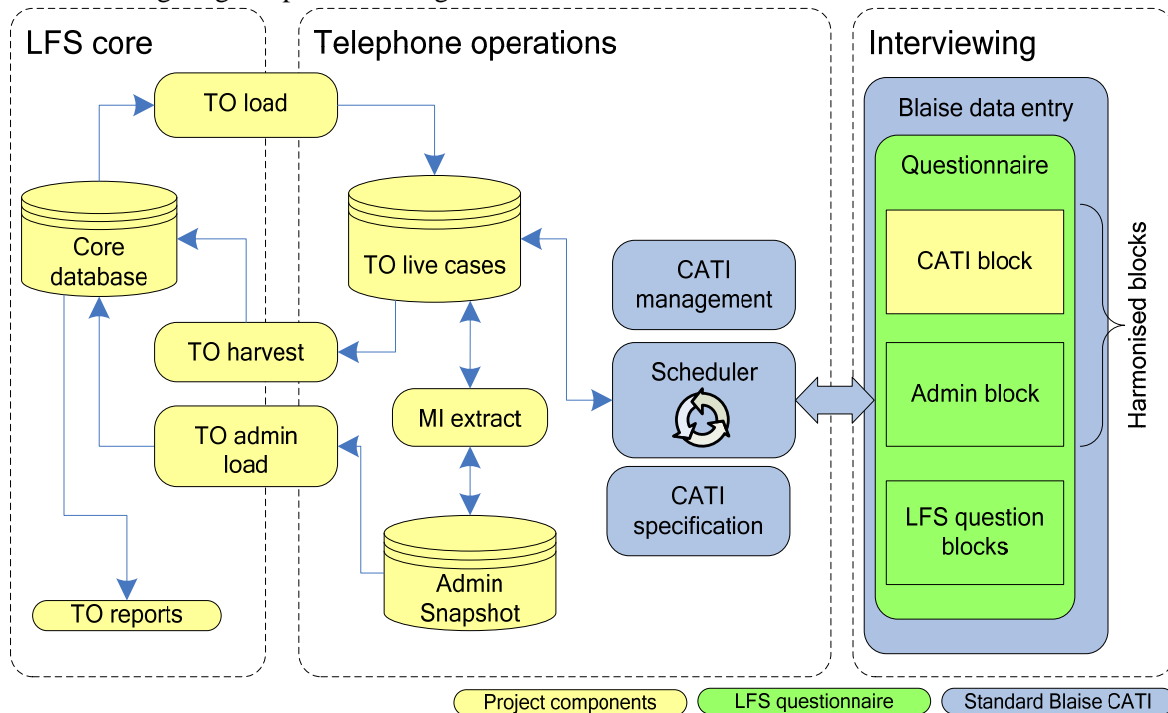 LFS core
Telephone operations
Interviewing
TO load
Blaise data entry
Questionnaire
Core
database
TO live cases
CATI
management
CATI block
Harmonised blocks
TO harvest
Scheduler
Admin block
MI extract
TO admin
load
CATI
specification
LFS question
blocks
Admin
Snapshot
TO reports
Project components
LFS questionnaire
Standard Blaise CATI